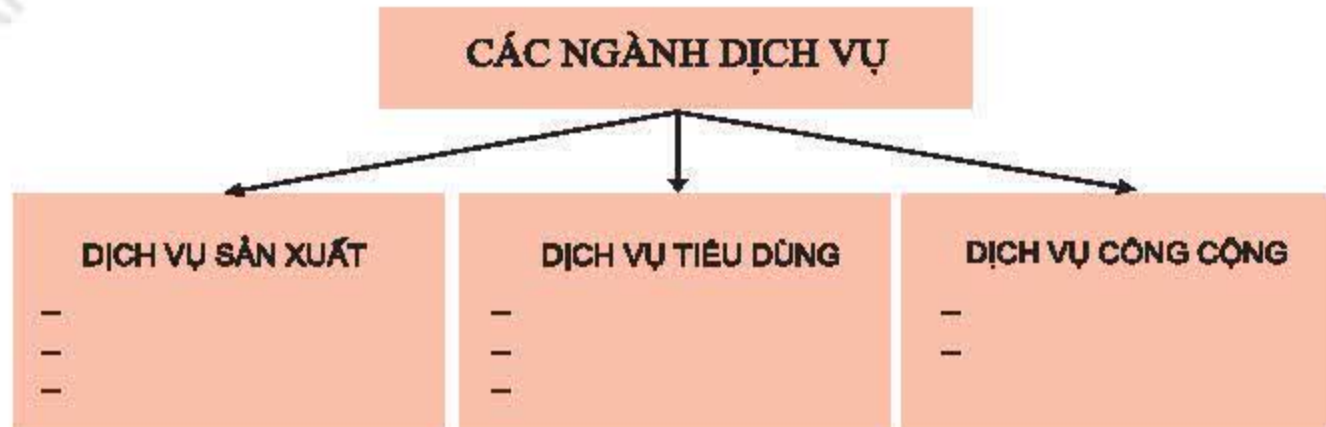 CÁC NGÀNH DỊCH VỤ
DỊCH VỤ SẢN XUẤT
–
–
–
DỊCH VỤ TIÊU DÙNG
–
–
–
DỊCH VỤ CÔNG CỘNG
–
–